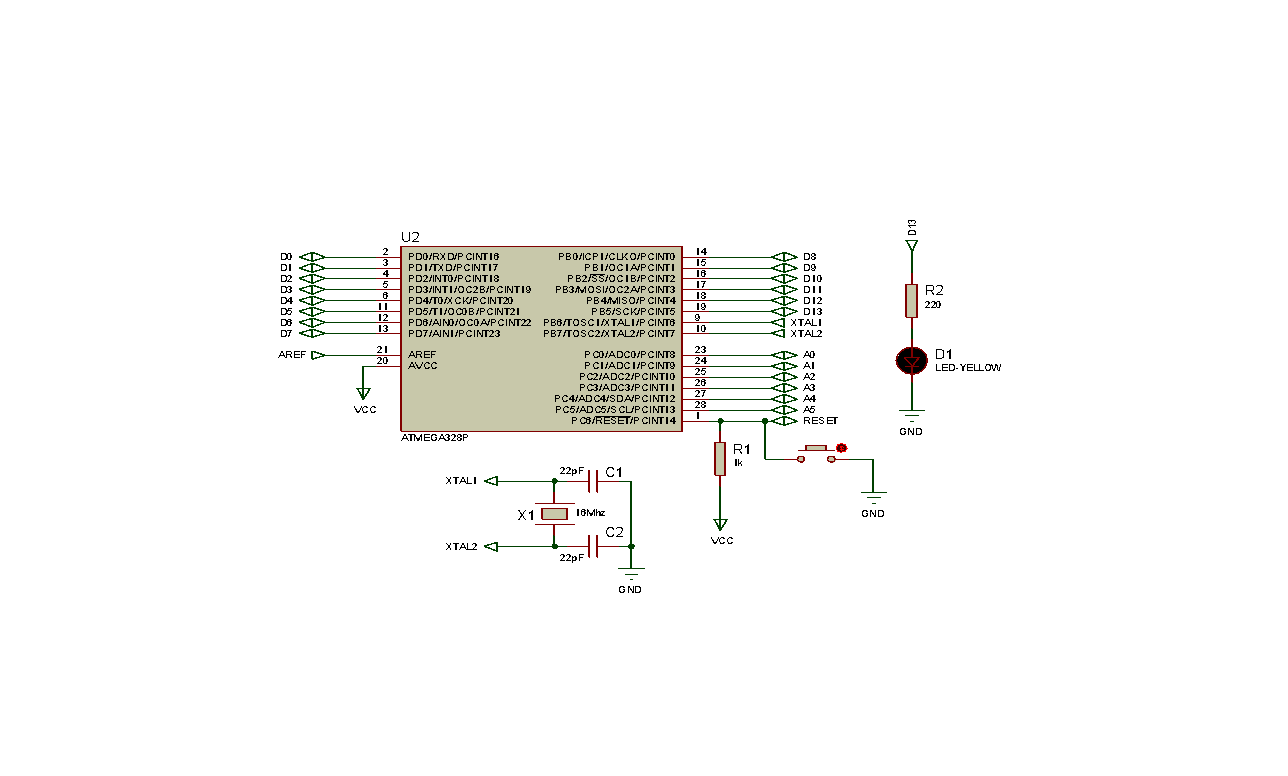 U2
D0 2 PD0/RXD/PCINT16 PB0/ICP1/CLKO/PCINT0 14 D8
D1 3 PD1/TXD/PCINT17 PB1/OC1A/PCINT1 15 D9
D2 4 PD2/INT0/PCINT18 PB2/SS/OC1B/PCINT2 16 D10
D3 5 PD3/INT1/OC2B/PCINT19 PB3/MOSI/OC2A/PCINT3 17 D11
D4 6 PD4/T0/XCK/PCINT20 PB4/MISO/PCINT4 18 D12
D5 11 PD5/T1/OC0B/PCINT21 PB5/SCK/PCINT5 19 D13
D6 12 PD6/AIN0/OC0A/PCINT22 PB6/TOSC1/XTAL1/PCINT6 9 XTAL1
D7 13 PD7/AIN1/PCINT23 PB7/TOSC2/XTAL2/PCINT7 10 XTAL2
AREF 21 AREF PC0/ADC0/PCINT8 23 A0
20 AVCC PC1/ADC1/PCINT9 24 A1
PC2/ADC2/PCINT10 25 A2
PC3/ADC3/PCINT11 26 A3
PC4/ADC4/SDA/PCINT12 27 A4
PC5/ADC5/SCL/PCINT13 28 A5
PC6/RESET/PCINT14 1 RESET
VCC
ATMEGA328P
D13
R2
220
D1
LED-YELLOW
GND
R1
1k
VCC
GND
XTAL1
22pF C1
X1 16Mhz
XTAL2
C2
22pF
GND